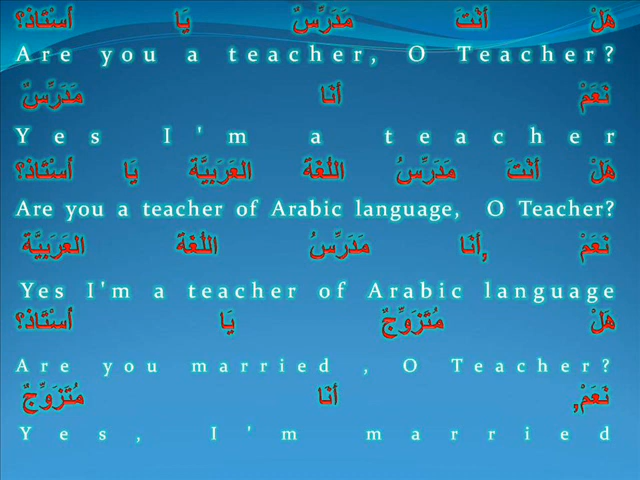 هَلْ أَنْتَ مَدَرِّسٌ يَا أَسْتَاذْ؟
Are you a teacher, O Teacher?
نَعَمْ أَنَا مَدَرِّسٌ
Yes I'm a teacher
هَلْ أَنْتَ مَدَرِّسُ اللُغَةَ العَرَبِيَّةَ يَا أَسْتَاذْ؟
Are you a teacher of Arabic language, O Teacher?
نَعَمْ ,أَنَا مَدَرِّسُ اللُغَةَ العَرَبِيَّةَ
Yes I'm a teacher of Arabic language
هَلْ مُتَزَوِّجٌ يَا أَسْتَاذْ؟
Are you married , O Teacher?
نَعَمْ, أَنَا مُتَزَوِّجٌ
Yes, I'm married